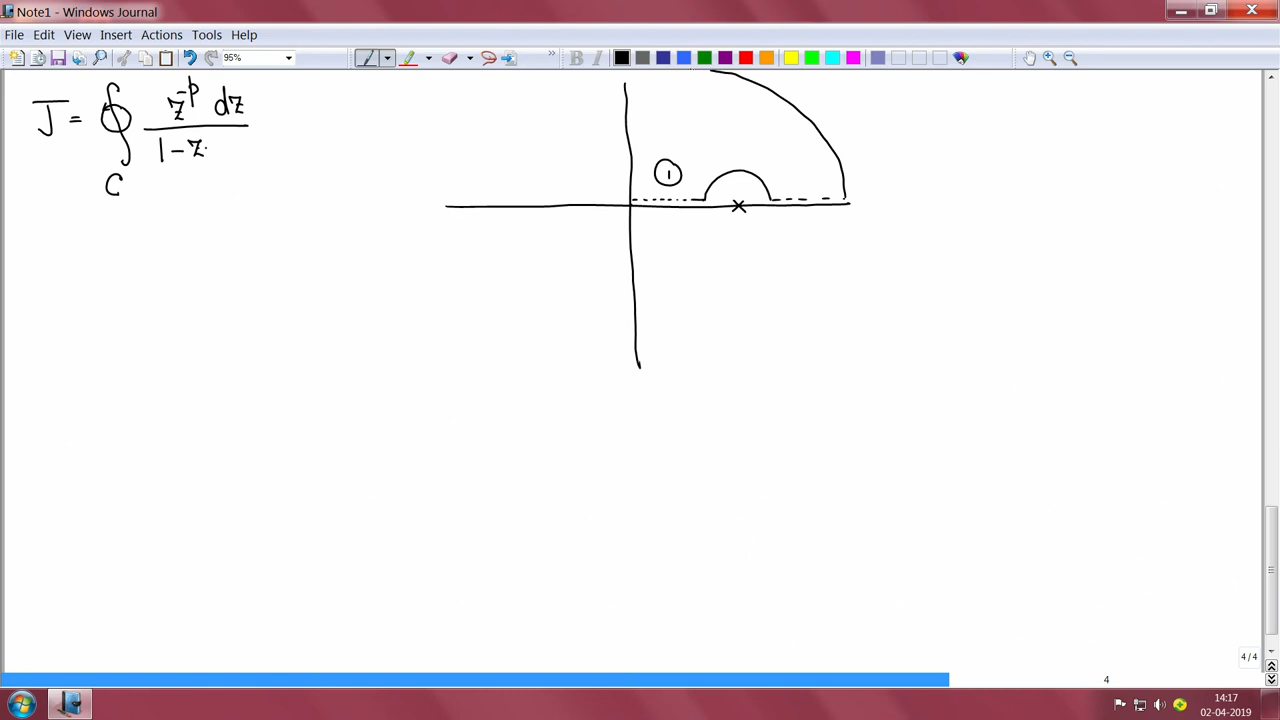 Note1 - Windows Journal
File Edit View Insert Actions Tools Help
95%
B I
J = ∮ z^-p dz
1 - z
C
①
4 / 4
4
14:17
02-04-2019